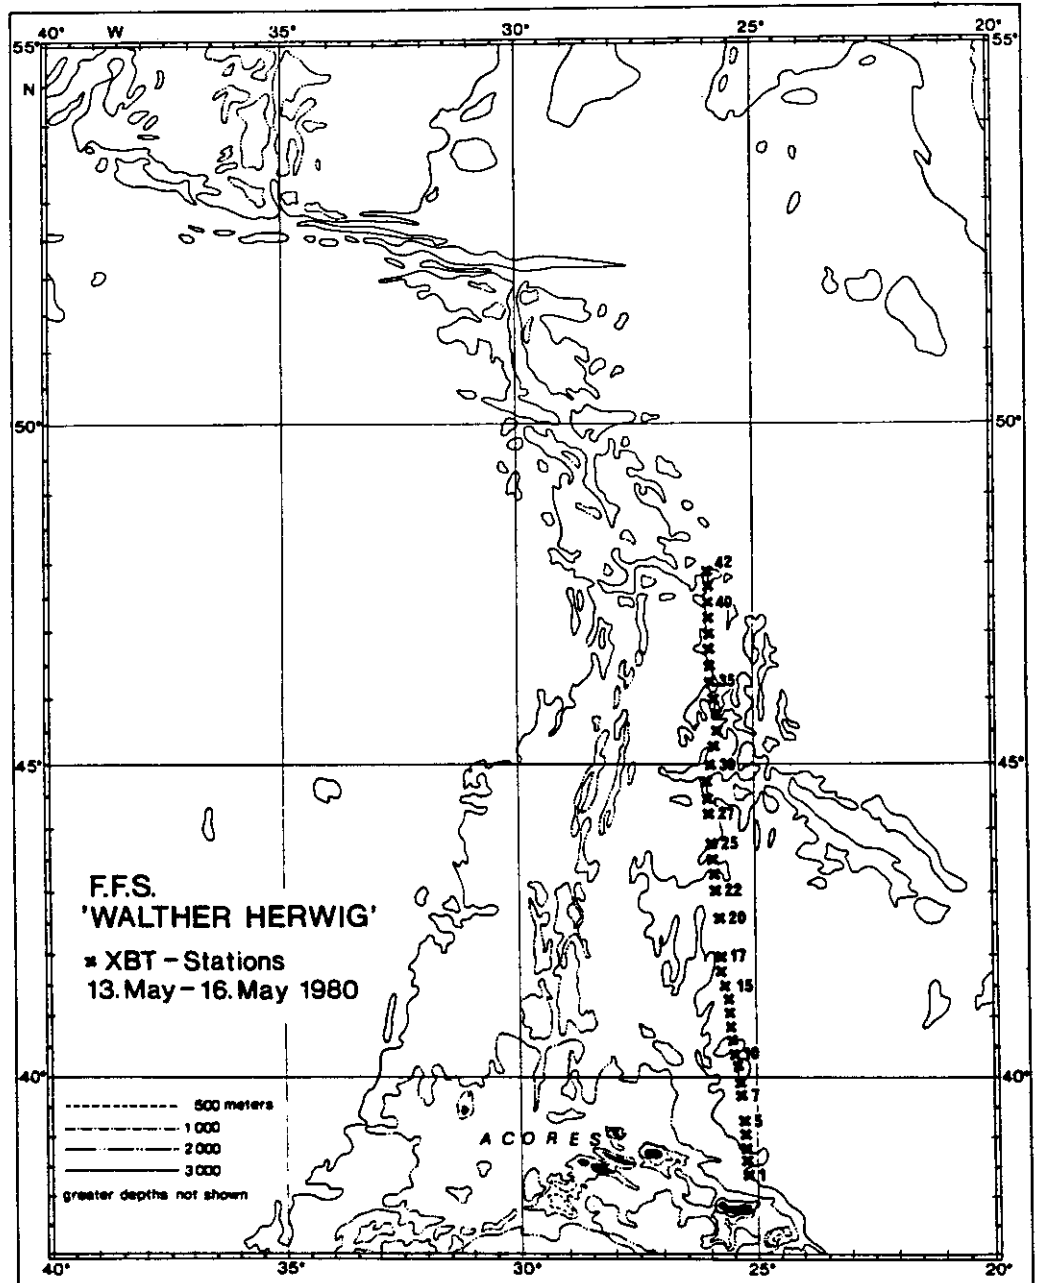 40° W 35° 30° 25° 20°
55° 55°
N
50° 50°
42
40
35
45° 30 45°
27
25
22
20
17
15
10
40° 40°
7
5
1
F.F.S.
'WALTHER HERWIG'
✖ XBT – Stations
13. May – 16. May 1980
500 meters
1 000
2 000
3 000
greater depths not shown
ACORES
40° 35° 30° 25° 20°